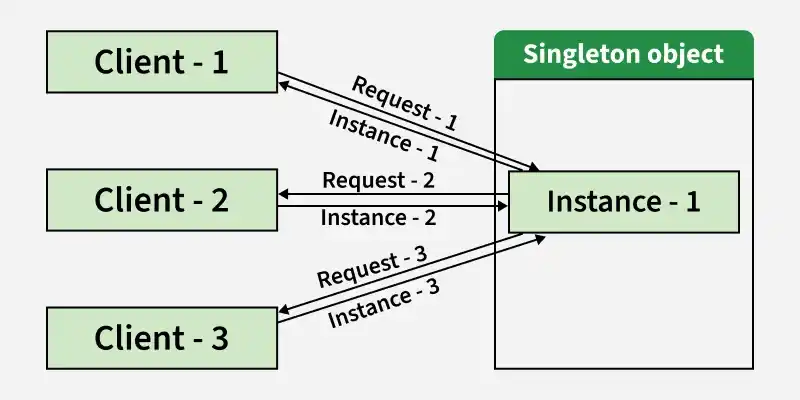 Client - 1
Singleton object
Request - 1
Instance - 1
Client - 2
Request - 2
Instance - 2
Instance - 1
Request - 3
Instance - 3
Client - 3